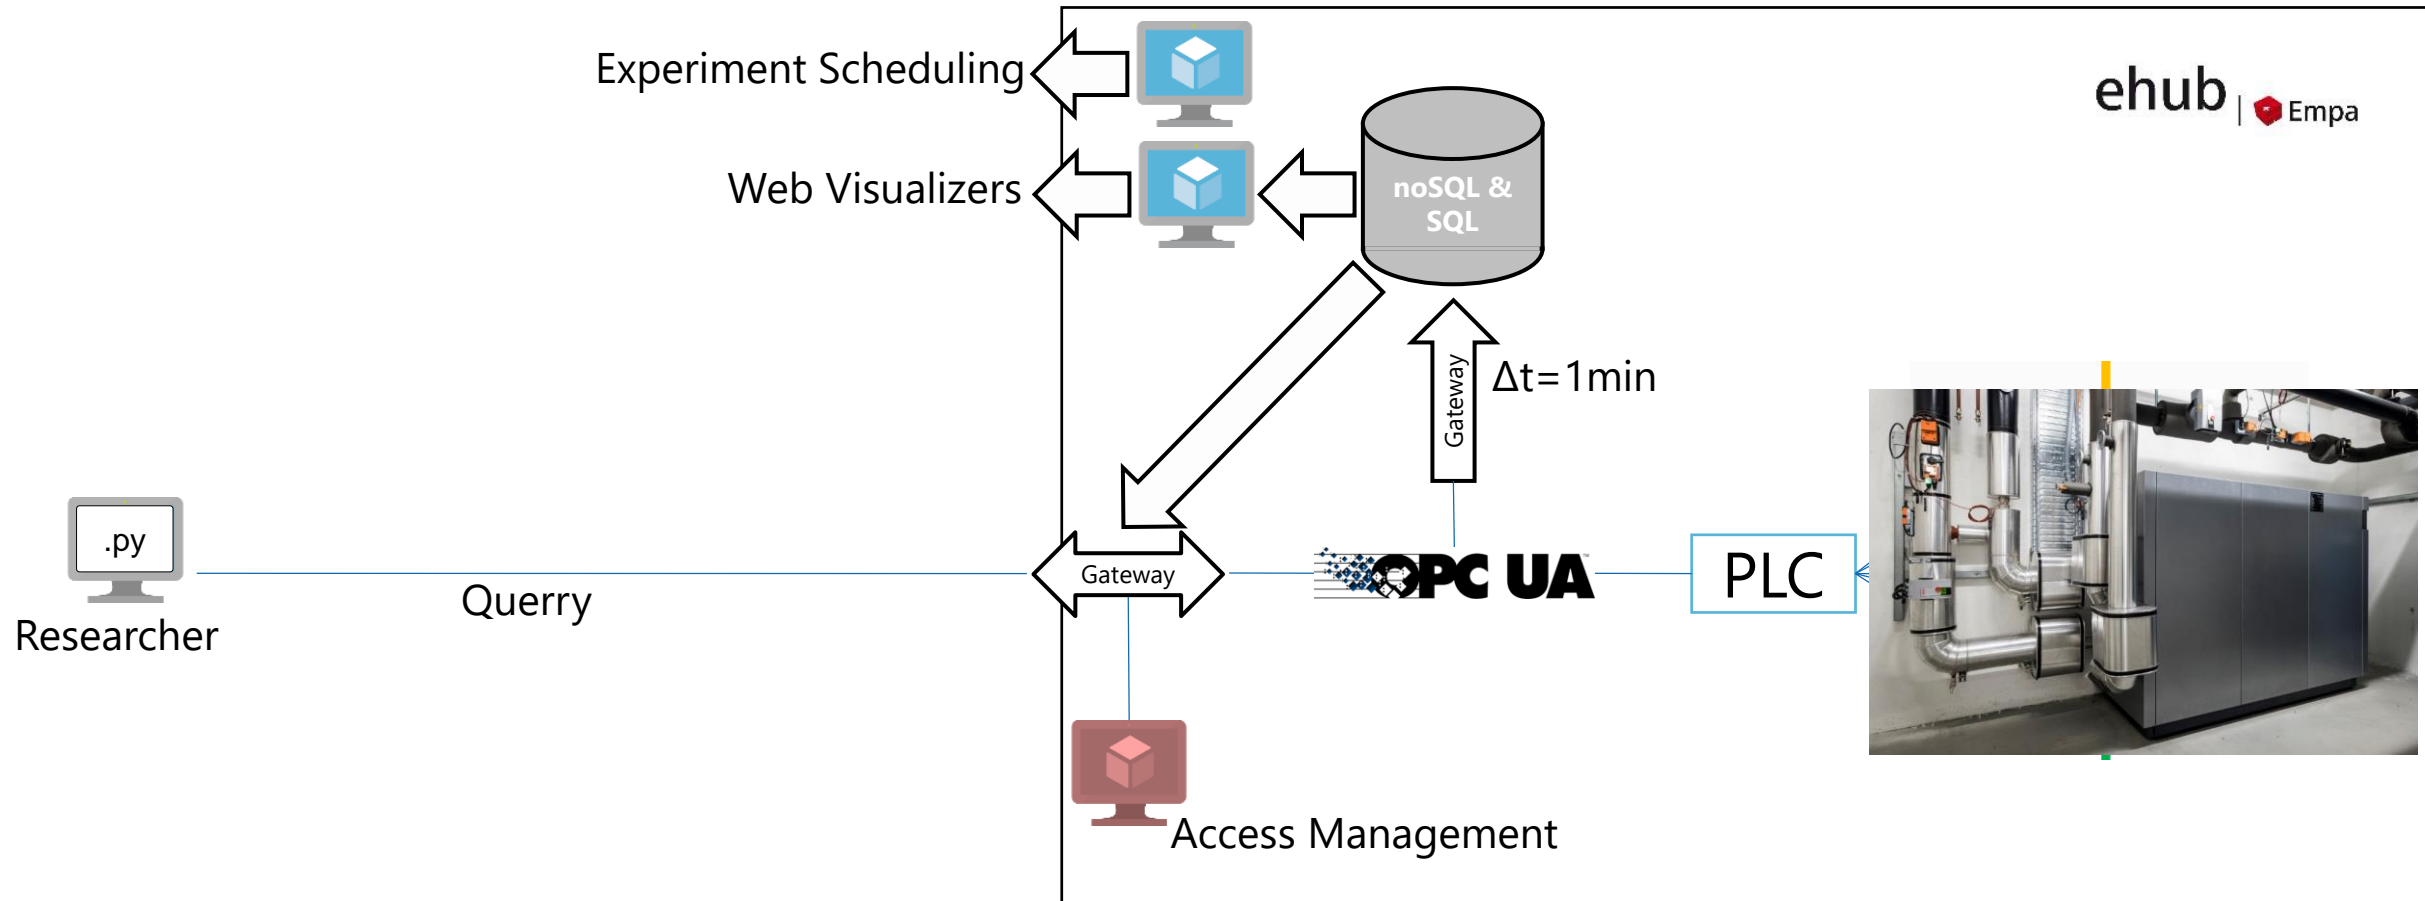 Experiment Scheduling
ehub
Empa
Web Visualizers
noSQL &
SQL
Gateway
Δt=1min
.py
Researcher
Querry
Gateway
OPC UA
PLC
Access Management